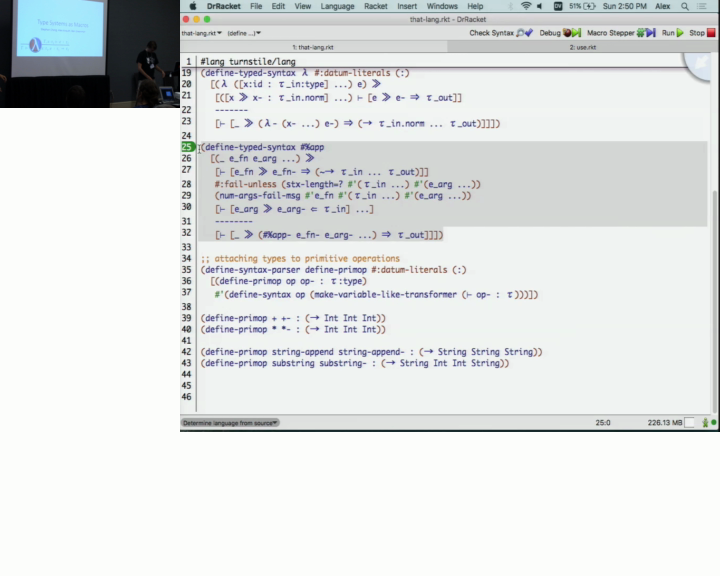 Type Systems as Macros
DrRacket File Edit View Language Racket Insert Windows Help 51% Sun 2:50 PM Alex
that-lang.rkt - DrRacket
that-lang.rkt (define ...) Check Syntax Debug Macro Stepper Run Stop
1: that-lang.rkt 2: use.rkt
1 #lang turnstile/lang
19 (define-typed-syntax λ #:datum-literals (:)
20 [(λ ([x:id : τ_in:type] ...) e) ≫
21 [([x ≫ x- : τ_in.norm] ...) ⊢ [e ≫ e- ⇒ τ_out]]
22 -------
23 [⊢ [_ ≫ (λ- (x- ...) e-) ⇒ (→ τ_in.norm ... τ_out)]]])
24
25 (define-typed-syntax #%app
26 [(_ e_fn e_arg ...) ≫
27 [⊢ [e_fn ≫ e_fn- ⇒ (~→ τ_in ... τ_out)]]
28 #:fail-unless (stx-length=? #'(τ_in ...) #'(e_arg ...))
29 (num-args-fail-msg #'e_fn #'(τ_in ...) #'(e_arg ...))
30 [⊢ [e_arg ≫ e_arg- ⇐ τ_in] ...]
31 --------
32 [⊢ [_ ≫ (#%app- e_fn- e_arg- ...) ⇒ τ_out]]])
33
34 ;; attaching types to primitive operations
35 (define-syntax-parser define-primop #:datum-literals (:)
36 [(define-primop op op- : τ:type)
37 #'(define-syntax op (make-variable-like-transformer (⊢ op- : τ)))])
38
39 (define-primop + +- : (→ Int Int Int))
40 (define-primop * *- : (→ Int Int Int))
41
42 (define-primop string-append string-append- : (→ String String String))
43 (define-primop substring substring- : (→ String Int Int String))
44
45
46
Determine language from source 25:0 226.13 MB